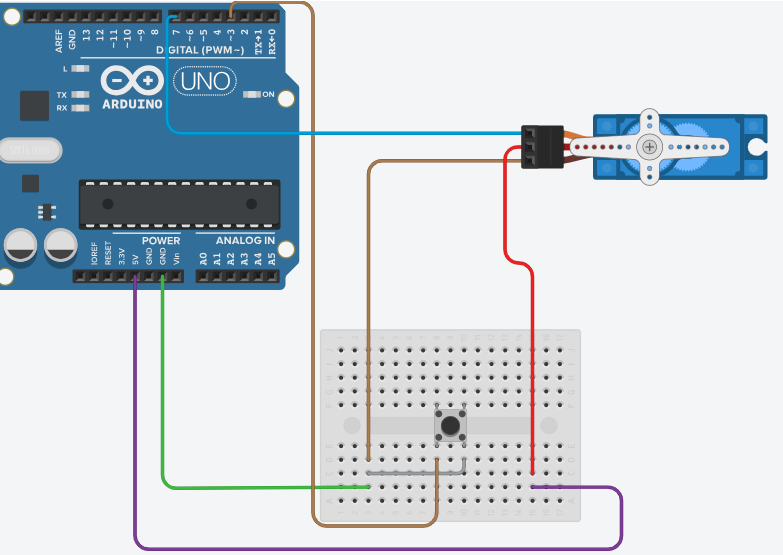 AREF
GND
13
12
~11
~10
~9
8
7
~6
~5
4
~3
2
TX→1
RX←0
DIGITAL (PWM~)
L
TX
RX
ARDUINO
UNO
ON
IOREF
RESET
3.3V
5V
GND
GND
Vin
POWER
ANALOG IN
A0
A1
A2
A3
A4
A5